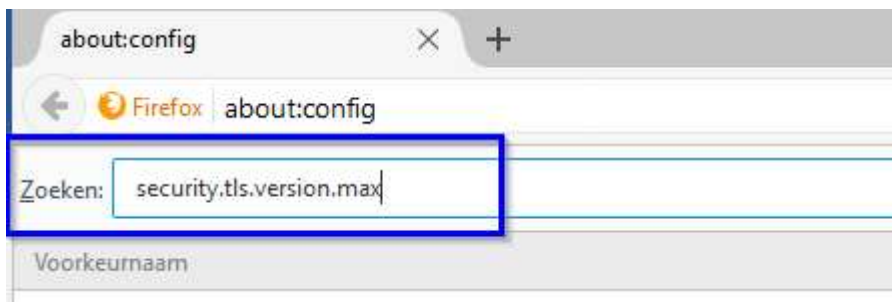 about:config
Firefox about:config
Zoeken: security.tls.version.max
Voorkeurnaam